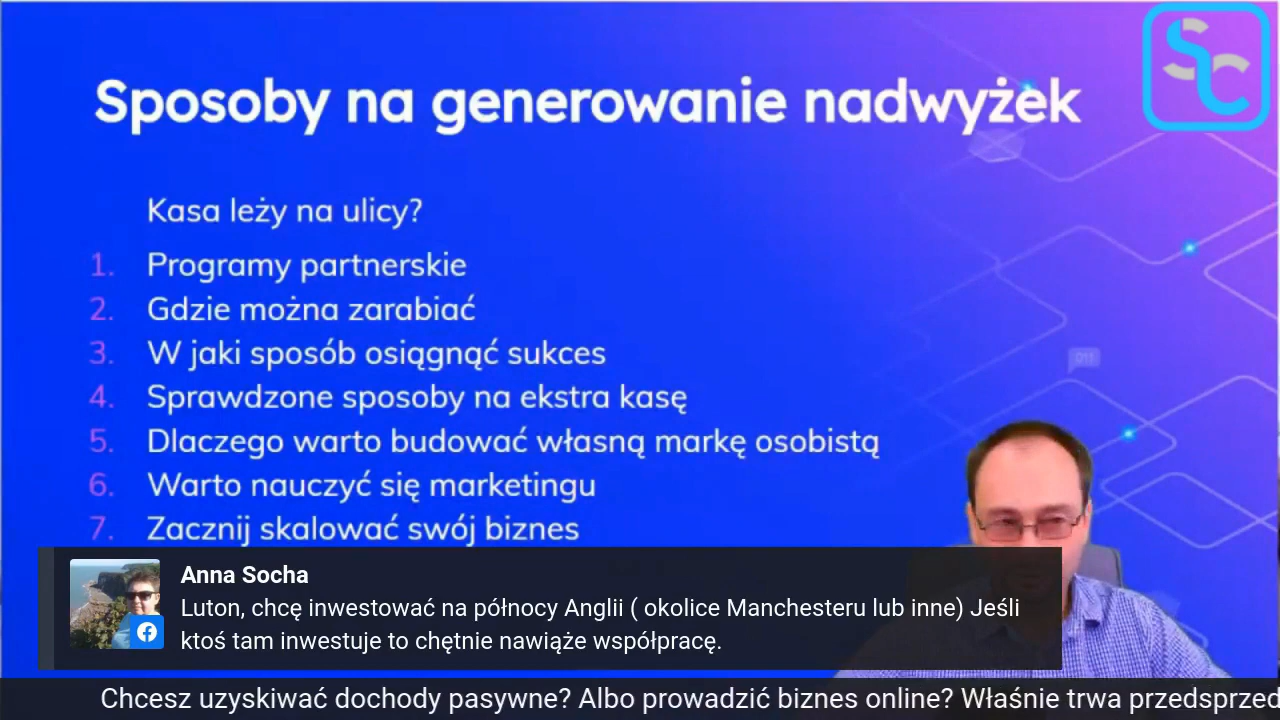 SC
Sposoby na generowanie nadwyżek
Kasa leży na ulicy?
1. Programy partnerskie
2. Gdzie można zarabiać
3. W jaki sposób osiągnąć sukces
4. Sprawdzone sposoby na ekstra kasę
5. Dlaczego warto budować własną markę osobistą
6. Warto nauczyć się marketingu
7. Zacznij skalować swój biznes
Anna Socha
Luton, chcę inwestować na północy Anglii ( okolice Manchesteru lub inne) Jeśli
ktoś tam inwestuje to chętnie nawiąże współpracę.
Chcesz uzyskiwać dochody pasywne? Albo prowadzić biznes online? Właśnie trwa przedsprzed